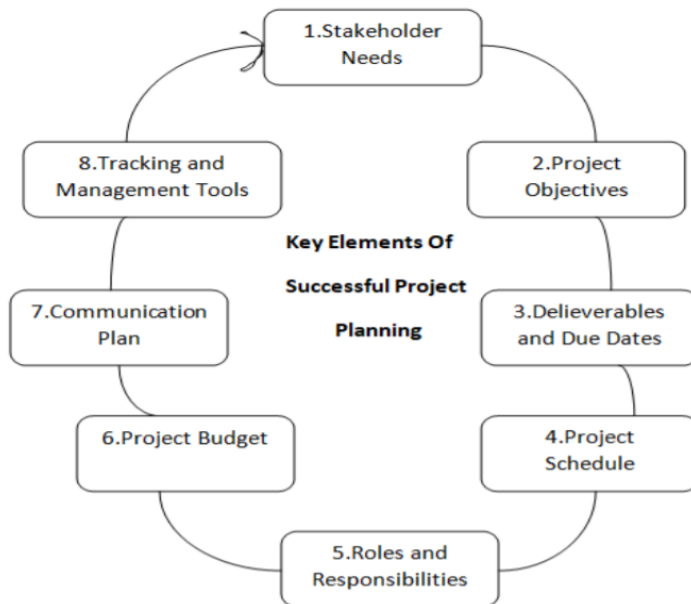 1.Stakeholder
Needs
2.Project
Objectives
3.Delieverables
and Due Dates
4.Project
Schedule
5.Roles and
Responsibilities
6.Project Budget
7.Communication
Plan
8.Tracking and
Management Tools
Key Elements Of
Successful Project
Planning